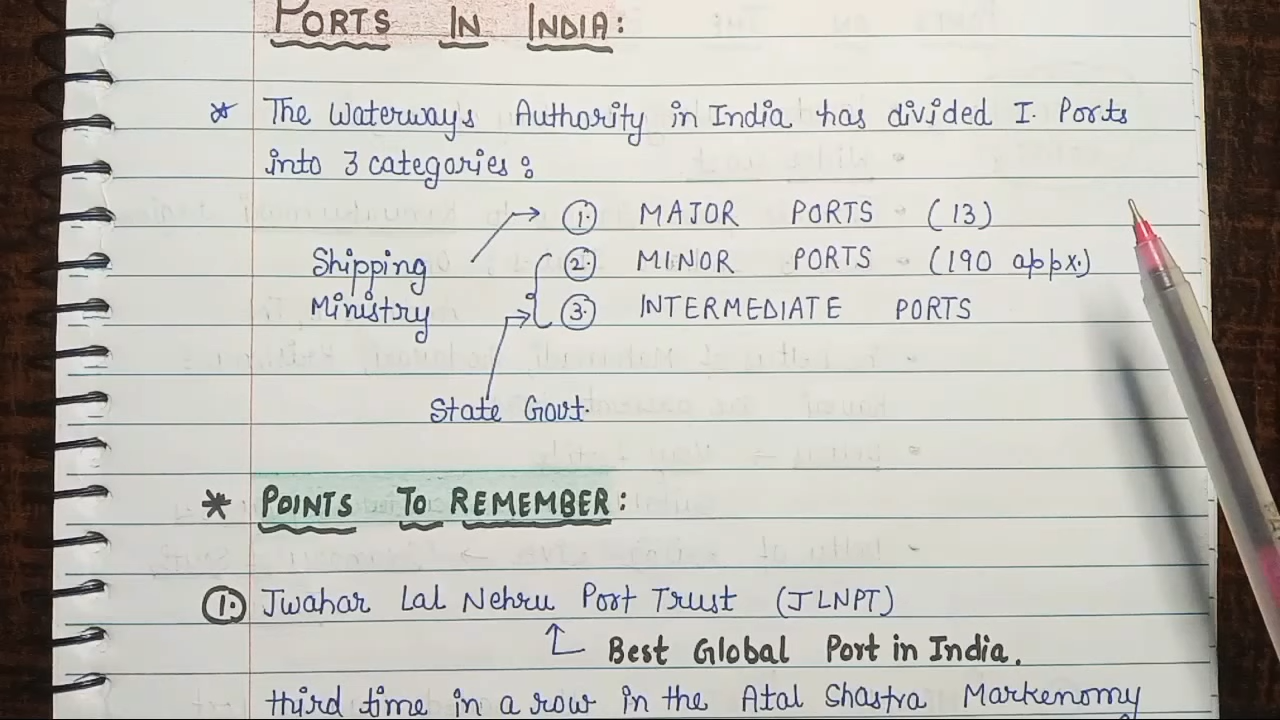 PORTS IN INDIA:
* The Waterways Authority in India has divided I. Ports
into 3 categories:
1. MAJOR PORTS (13)
Shipping Ministry
2. MINOR PORTS (190 appx.)
3. INTERMEDIATE PORTS
State Govt.
* POINTS TO REMEMBER:
1. Jwahar Lal Nehru Port Trust (JLNPT)
Best Global Port in India.
third time in a row in the Atal Shastra Markenomy